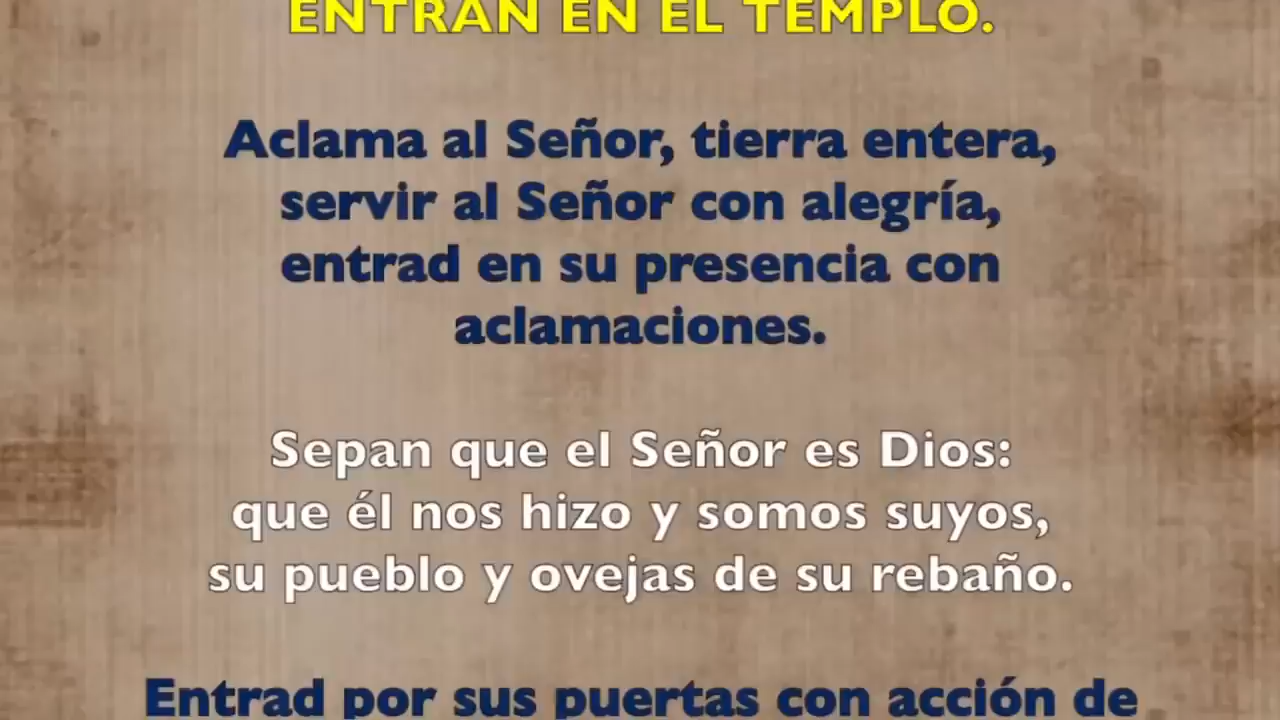 ENTRAN EN EL TEMPLO.
Aclama al Señor, tierra entera,
servir al Señor con alegría,
entrad en su presencia con
aclamaciones.
Sepan que el Señor es Dios:
que él nos hizo y somos suyos,
su pueblo y ovejas de su rebaño.
Entrad por sus puertas con acción de